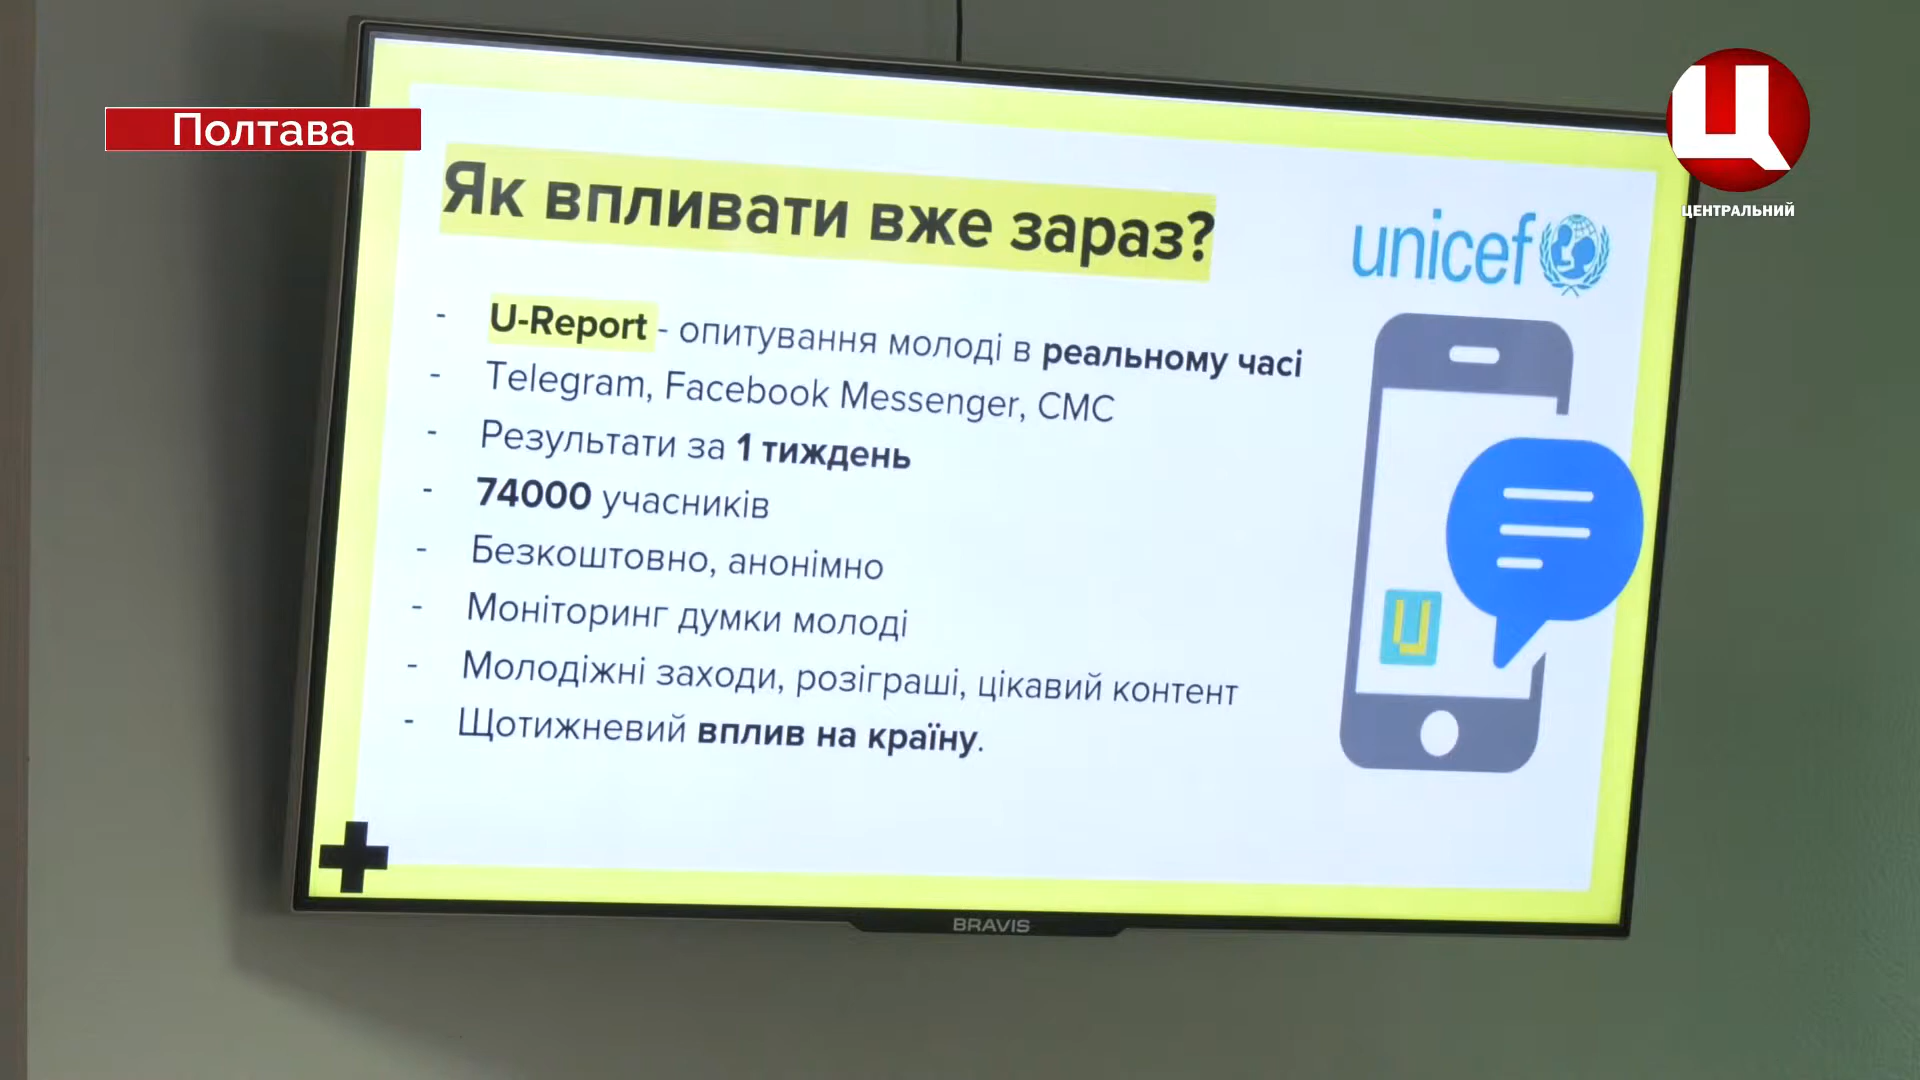 Полтава
Ц
ЦЕНТРАЛЬНИЙ
Як впливати вже зараз?
unicef
- U-Report - опитування молоді в реальному часі
- Telegram, Facebook Messenger, СМС
- Результати за 1 тиждень
- 74000 учасників
- Безкоштовно, анонімно
- Моніторинг думки молоді
- Молодіжні заходи, розіграші, цікавий контент
- Щотижневий вплив на країну.
U
BRAVIS